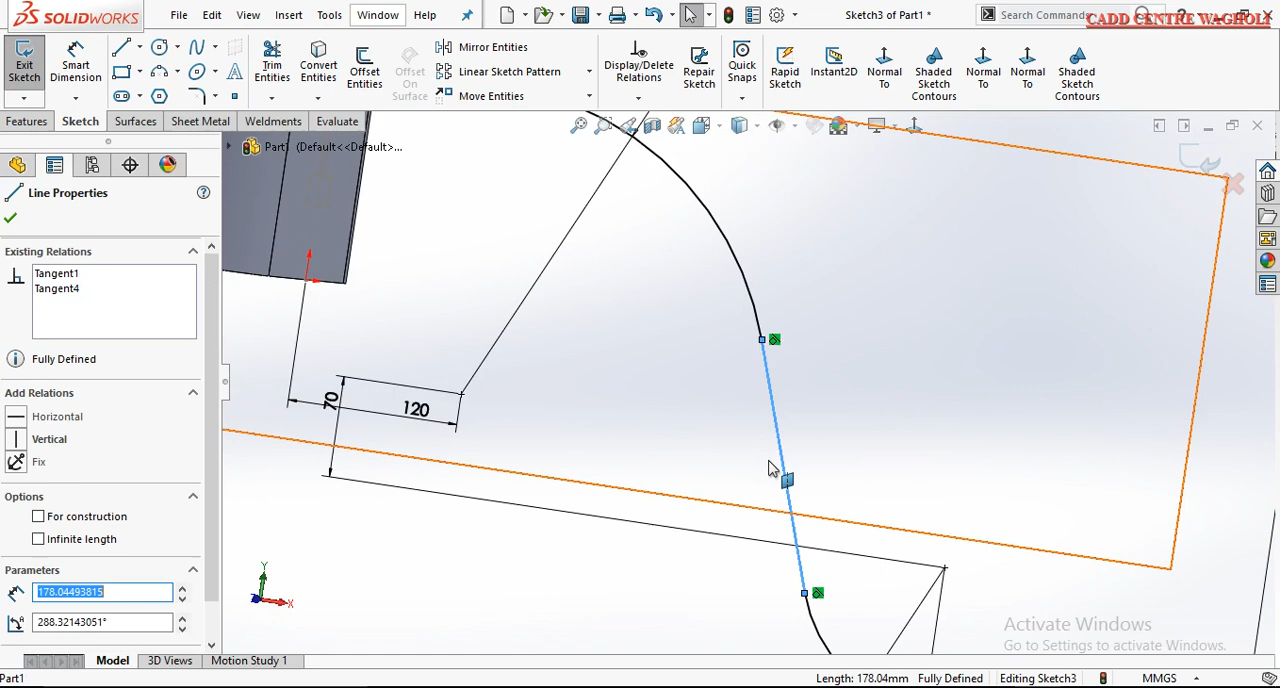 SOLIDWORKS
File Edit View Insert Tools Window Help
Sketch3 of Part1 *
Search Commands
CADD CENTRE WAGHOLI
Exit Sketch
Smart Dimension
Trim Entities
Convert Entities
Offset Entities
Offset On Surface
Mirror Entities
Linear Sketch Pattern
Move Entities
Display/Delete Relations
Repair Sketch
Quick Snaps
Rapid Sketch
Instant2D
Normal To
Shaded Sketch Contours
Normal To
Normal To
Shaded Sketch Contours
Features Sketch Surfaces Sheet Metal Weldments Evaluate
Part1 (Default<<Default>...
Line Properties
Existing Relations
Tangent1
Tangent4
Fully Defined
Add Relations
Horizontal
Vertical
Fix
Options
For construction
Infinite length
Parameters
178.04493815
288.32143051°
70
120
Y
X
Activate Windows
Go to Settings to activate Windows.
Model 3D Views Motion Study 1
Part1
Length: 178.04mm Fully Defined Editing Sketch3 MMGS